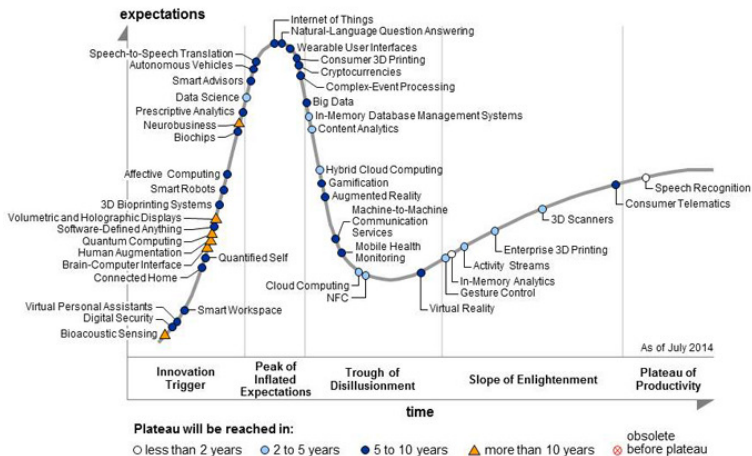 expectations
Internet of Things
Natural-Language Question Answering
Wearable User Interfaces
Speech-to-Speech Translation
Consumer 3D Printing
Autonomous Vehicles
Cryptocurrencies
Smart Advisors
Complex-Event Processing
Data Science
Big Data
Prescriptive Analytics
In-Memory Database Management Systems
Neurobusiness
Content Analytics
Biochips
Hybrid Cloud Computing
Affective Computing
Gamification
Speech Recognition
Smart Robots
Augmented Reality
Consumer Telematics
3D Bioprinting Systems
Machine-to-Machine
Communication
Services
Volumetric and Holographic Displays
3D Scanners
Software-Defined Anything
Quantum Computing
Mobile Health
Monitoring
Enterprise 3D Printing
Human Augmentation
Brain-Computer Interface
Quantified Self
Activity Streams
Connected Home
Cloud Computing
In-Memory Analytics
NFC
Gesture Control
Virtual Personal Assistants
Smart Workspace
Virtual Reality
Digital Security
Bioacoustic Sensing
As of July 2014
Innovation
Trigger
Peak of
Inflated
Expectations
Trough of
Disillusionment
Slope of Enlightenment
Plateau of
Productivity
time
Plateau will be reached in:
less than 2 years
2 to 5 years
5 to 10 years
more than 10 years
obsolete
before plateau